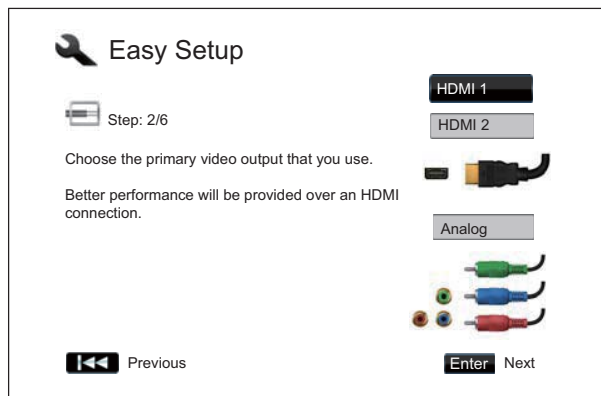 Easy Setup
Step: 2/6
Choose the primary video output that you use.
Better performance will be provided over an HDMI
connection.
HDMI 1
HDMI 2
Analog
Previous
Enter Next